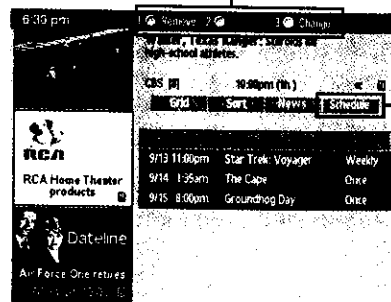 6:39 pm
1 Remove 2 3 Change
high-school athletes.
CBS 10:00pm (1h)
Grid Sort News Schedule
RCA
RCA Home Theater
products
9/13 11:00pm Star Trek: Voyager Weekly
9/14 1:35am The Cape Once
9/15 8:00pm Groundhog Day Once
Dateline
Air Force One retires